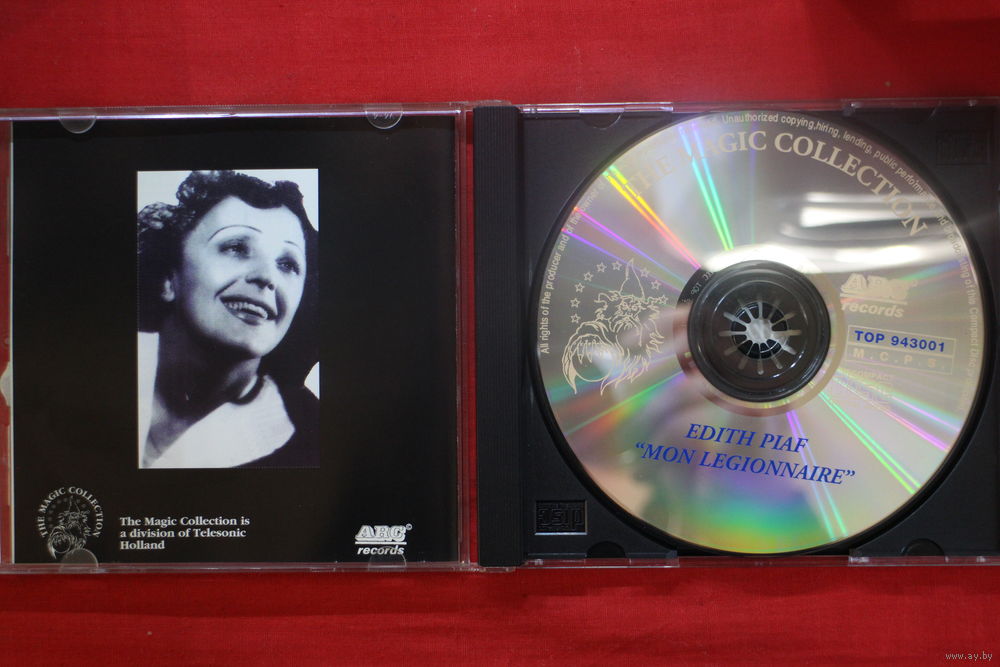 THE MAGIC COLLECTION
The Magic Collection is
a division of Telesonic
Holland
ARC©
records
Unauthorized copying, hiring, lending, public
All rights of the producer and of the
THE MAGIC COLLECTION
ARC
records
TOP 943001
M.C.P.S.
COMPACT
EDITH PIAF
“MON LEGIONNAIRE”
www.ay.by